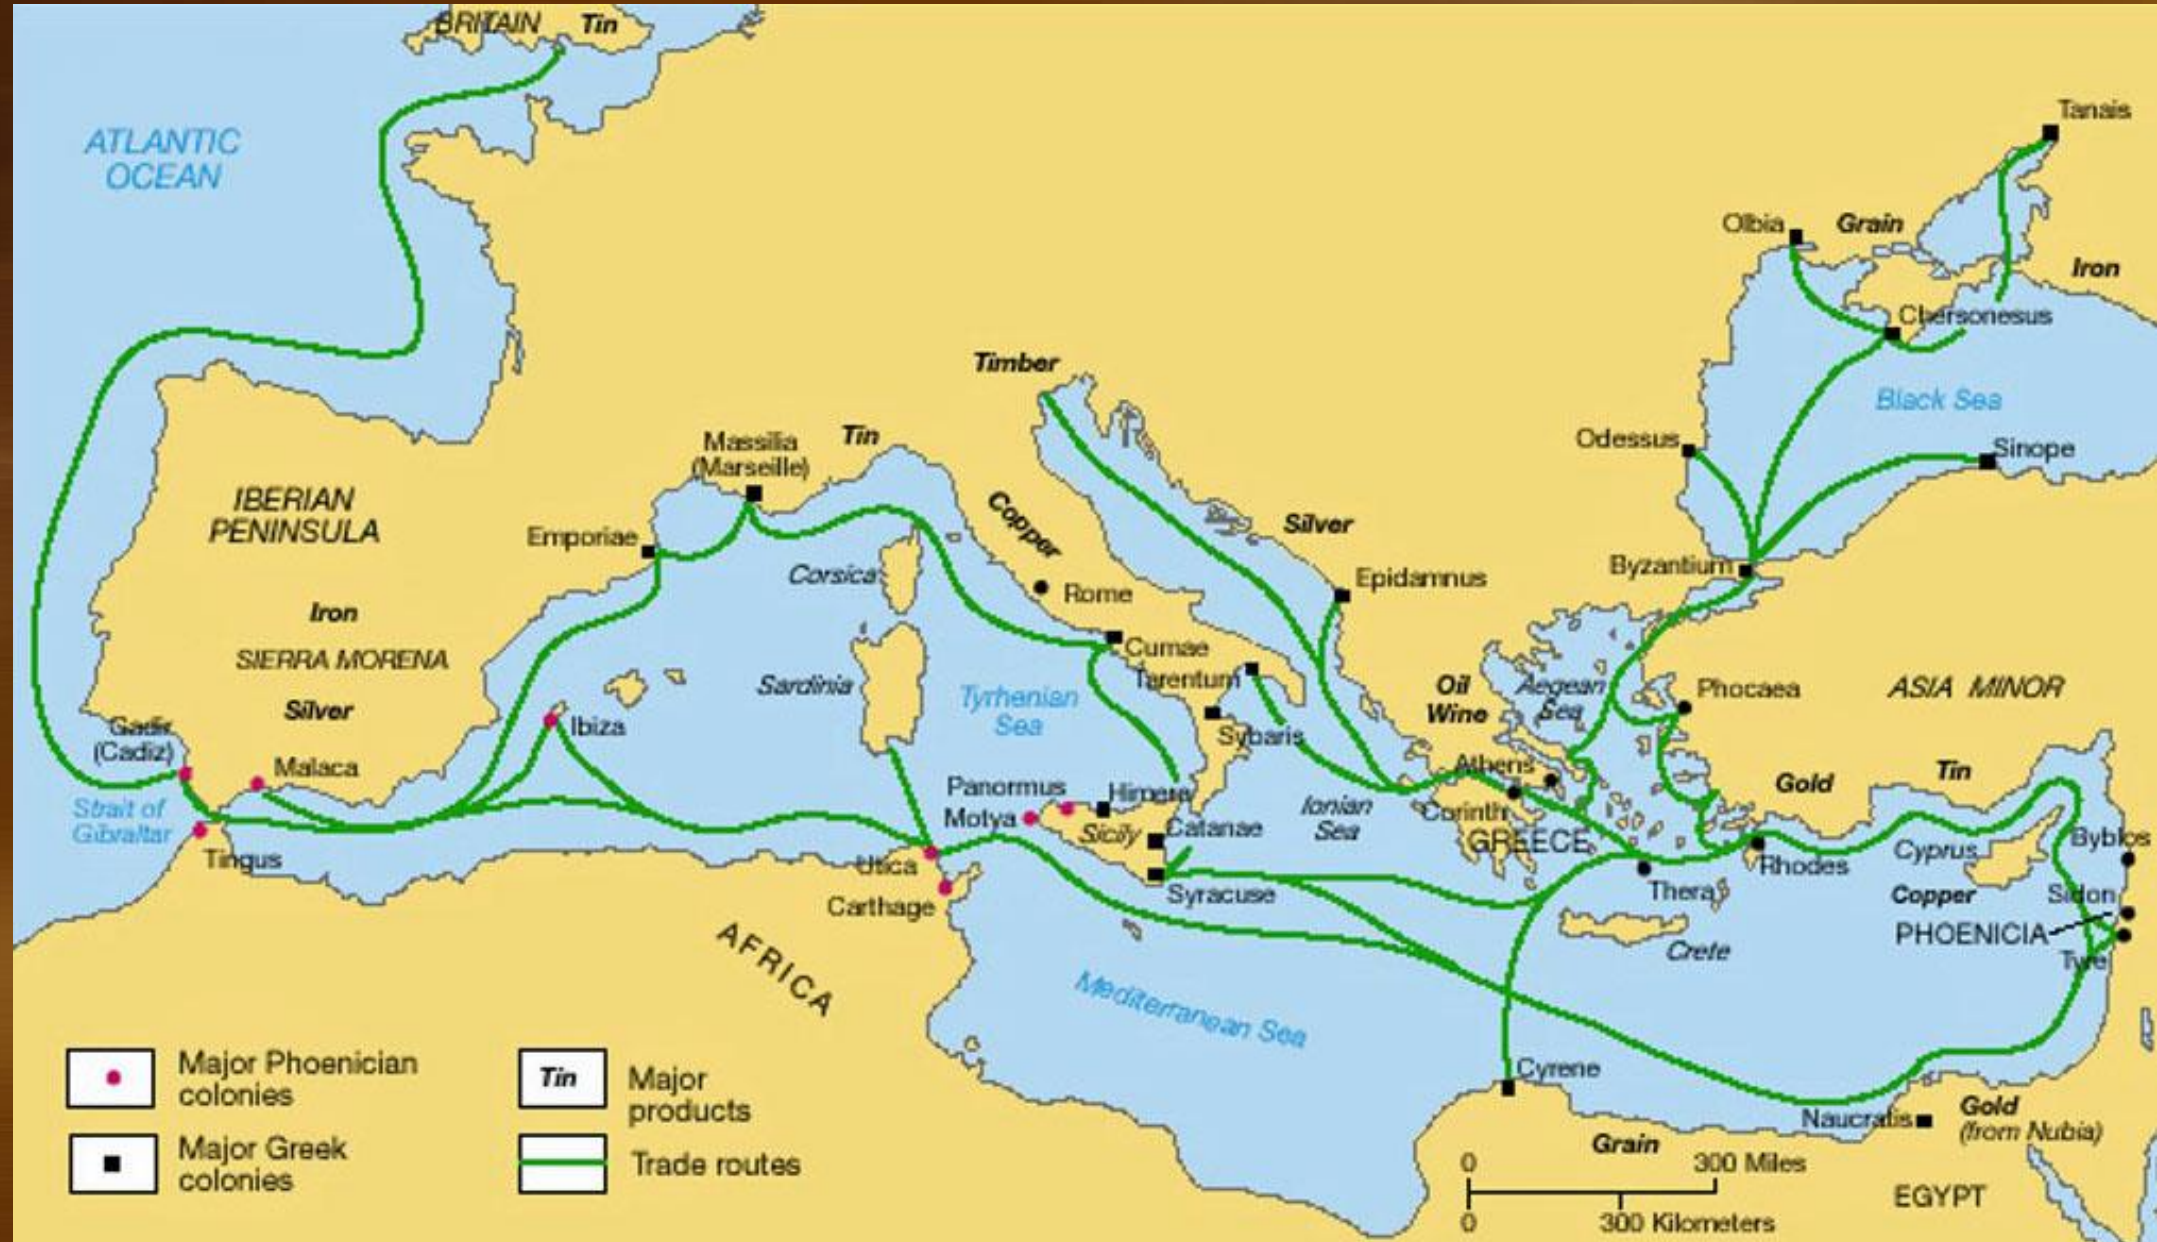 BRITAIN Tin
ATLANTIC
OCEAN
Tanais
Olbia Grain
Iron
Chersonesus
Black Sea
Timber
Massilia
(Marseille)
Tin
Odessus
Sinope
IBERIAN
PENINSULA
Emporiae
Copper
Silver
Corsica
Rome
Epidamnus
Byzantium
Iron
SIERRA MORENA
Silver
Cumae
Tarentum
Sardinia
Tyrrhenian
Sea
Oil
Wine
Aegean
Sea
Phocaea
ASIA MINOR
Gadir
(Cadiz)
Ibiza
Sybaris
Malaca
Athens
Gold
Tin
Strait of
Gibraltar
Panormus
Himera
Motya
Ionian
Sea
Corinth
Sicily
Catanae
GREECE
Tingus
Utica
Rhodes
Cyprus
Byblos
Carthage
Syracuse
Thera
Copper
Sidon
PHOENICIA
Tyre
AFRICA
Crete
Mediterranean Sea
Cyrene
Naucratis
Gold
(from Nubia)
Grain
EGYPT
Major Phoenician
colonies
Tin
Major
products
Major Greek
colonies
Trade routes
0 300 Miles
0 300 Kilometers